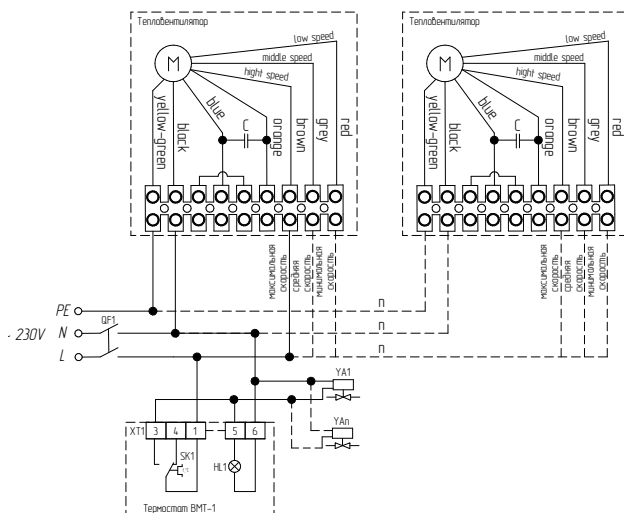 Тепловентилятор
M
low speed
middle speed
hight speed
yellow-green
black
blue
C
orange
brown
grey
red
максимальная
скорость
средняя
скорость
минимальная
скорость
Тепловентилятор
M
low speed
middle speed
hight speed
yellow-green
black
blue
C
orange
brown
grey
red
максимальная
скорость
средняя
скорость
минимальная
скорость
PE
n
~ 230V
N
QF1
n
L
n
YA1
YAn
XT1
3
4
1
5
6
SK1
t°C
HL1
Термостат ВМТ-1